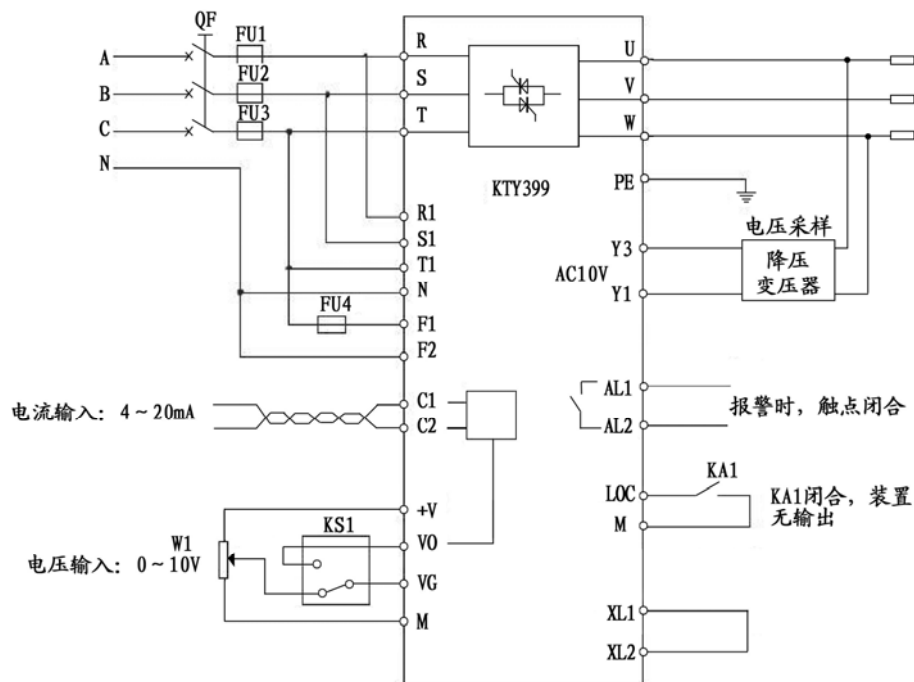 QF
FU1
A
R
U
FU2
B
S
V
FU3
C
T
W
N
PE
KTY399
R1
电压采样
S1
Y3
降压
变压器
T1
AC10V
N
Y1
FU4
F1
F2
AL1
电流输入: 4~20mA
C1
报警时，触点闭合
C2
AL2
KA1
LOC
KA1闭合，装置
无输出
+V
M
KS1
W1
VO
电压输入: 0~10V
VG
XL1
M
XL2